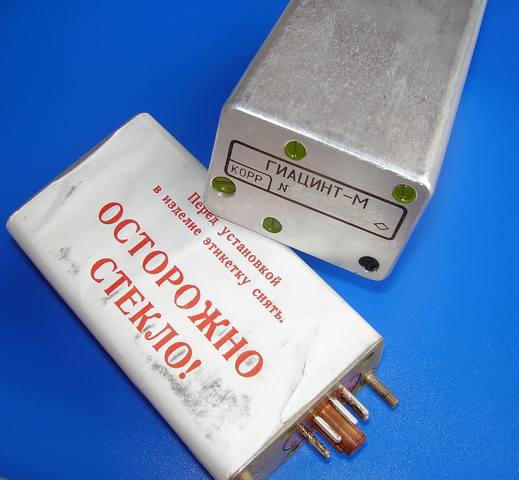 ГИАЦИНТ-М
КОРР N
Перед установкой
в изделие этикетку снять.
ОСТОРОЖНО
СТЕКЛО!